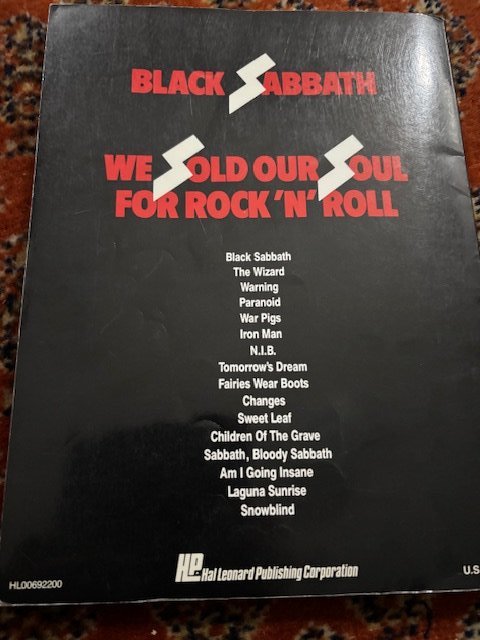 BLACK SABBATH
WE SOLD OUR SOUL
FOR ROCK 'N' ROLL
Black Sabbath
The Wizard
Warning
Paranoid
War Pigs
Iron Man
N.I.B.
Tomorrow's Dream
Fairies Wear Boots
Changes
Sweet Leaf
Children Of The Grave
Sabbath, Bloody Sabbath
Am I Going Insane
Laguna Sunrise
Snowblind
HL00692200
HP. Hal Leonard Publishing Corporation
U.S